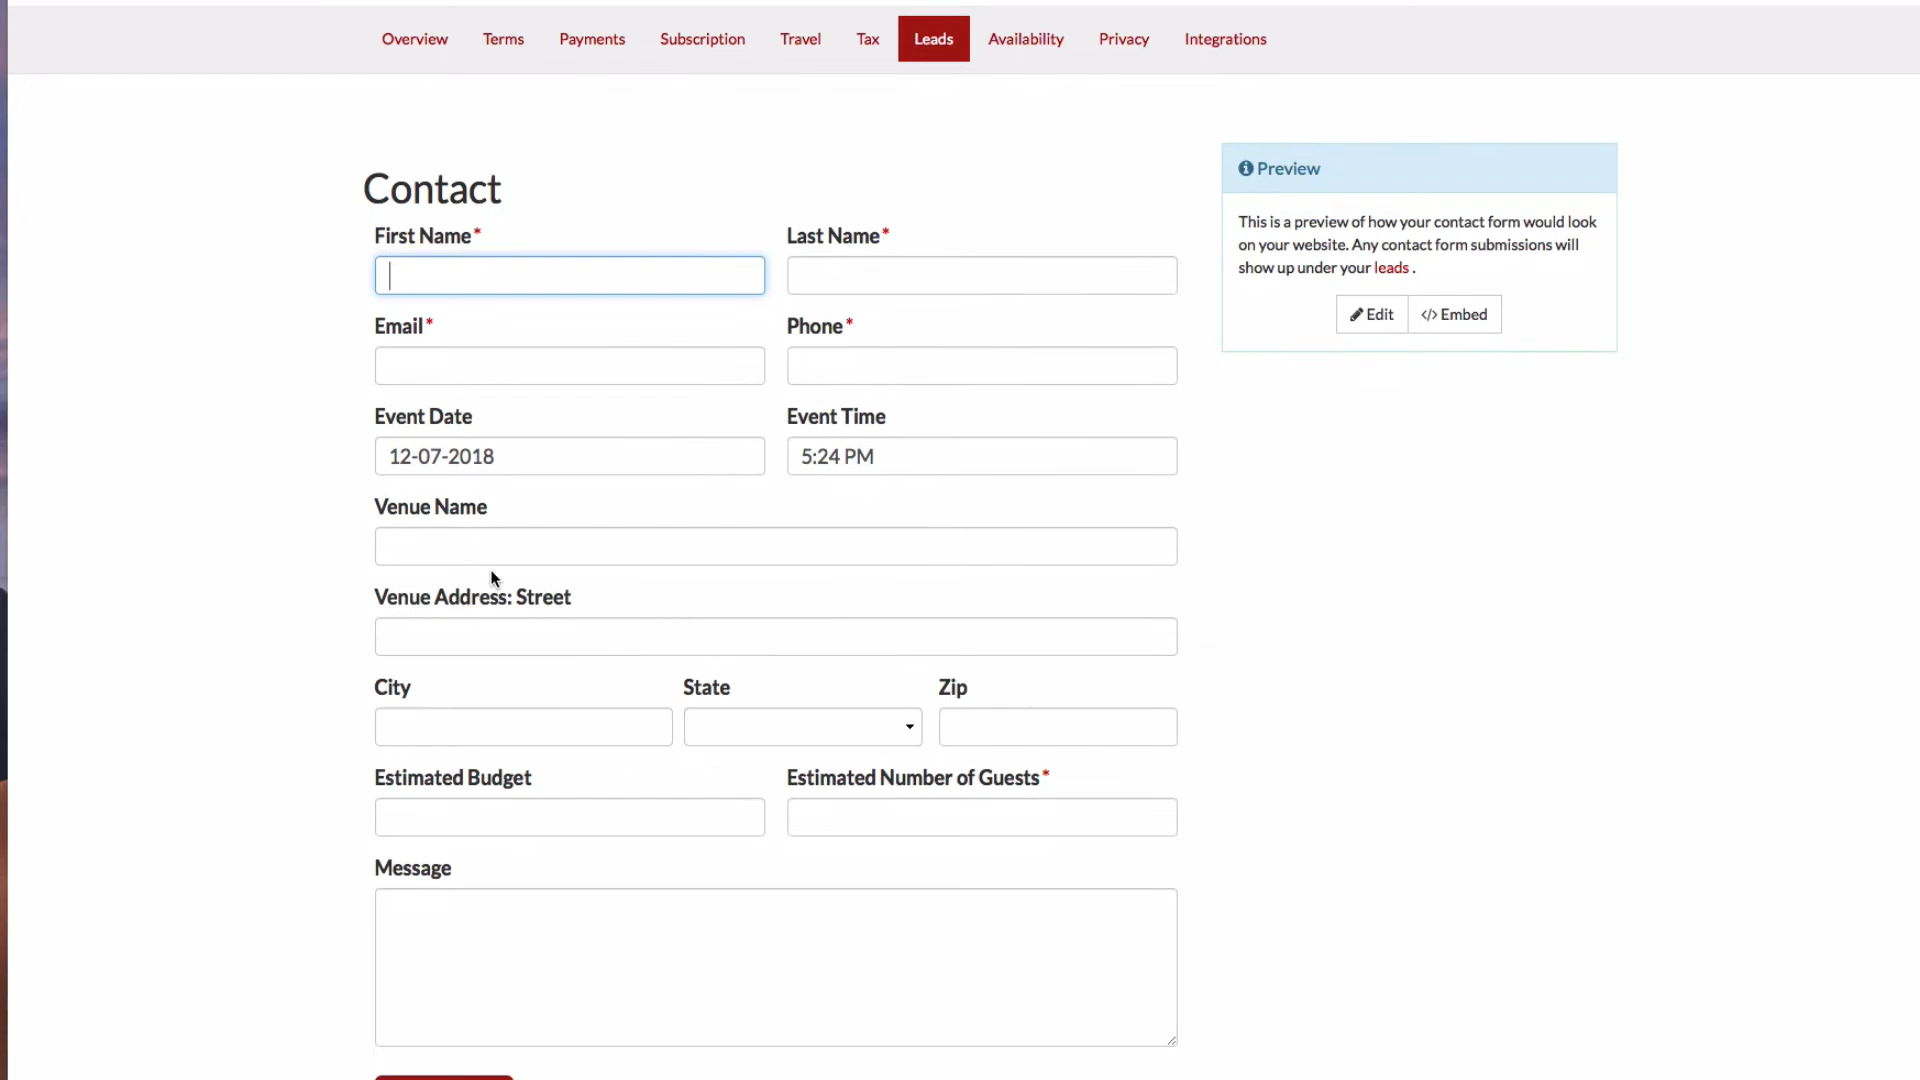 Overview Terms Payments Subscription Travel Tax Leads Availability Privacy Integrations
Contact
First Name* Last Name*
Email* Phone*
Event Date Event Time
12-07-2018 5:24 PM
Venue Name
Venue Address: Street
City State Zip
Estimated Budget Estimated Number of Guests*
Message
Preview
This is a preview of how your contact form would look
on your website. Any contact form submissions will
show up under your leads .
Edit </> Embed